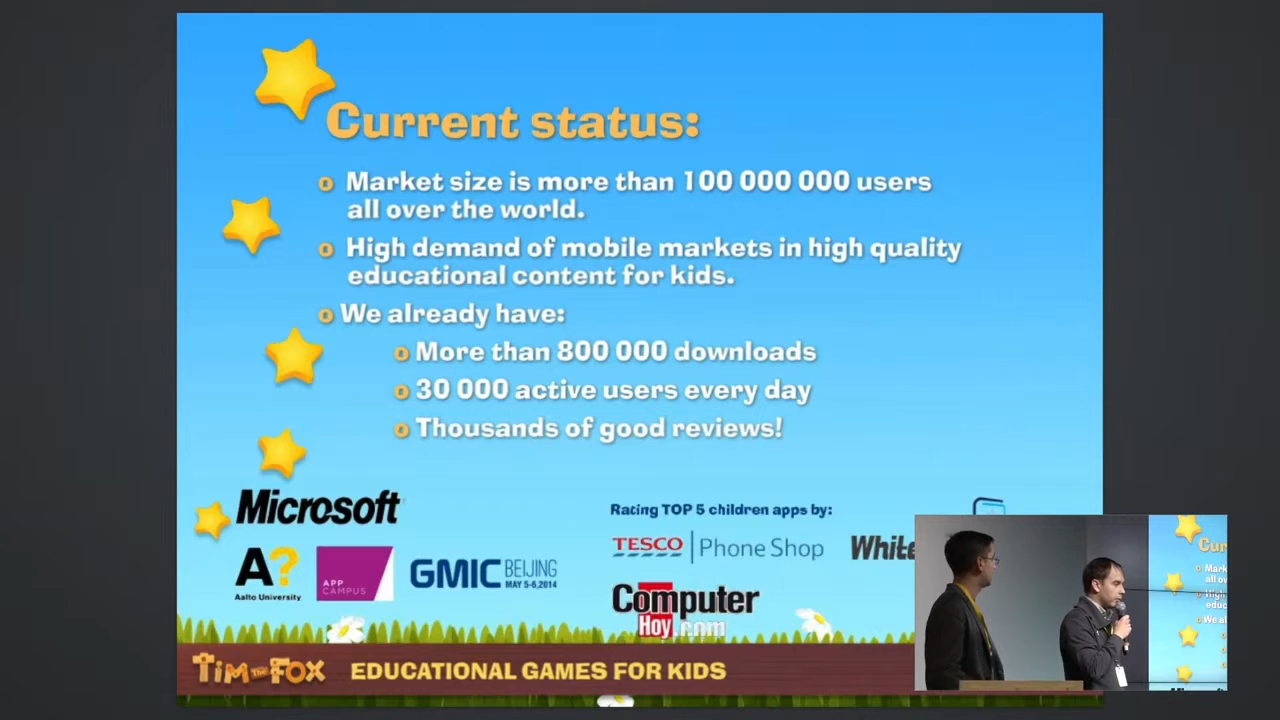 Current status:
o Market size is more than 100 000 000 users
all over the world.
o High demand of mobile markets in high quality
educational content for kids.
o We already have:
o More than 800 000 downloads
o 30 000 active users every day
o Thousands of good reviews!
Microsoft
Racing TOP 5 children apps by:
TESCO | Phone Shop
A?
Aalto University
APP
CAMPUS
GMIC BEIJING
MAY 5-6,2014
Computer
Hoy.com
TIM THE FOX
EDUCATIONAL GAMES FOR KIDS